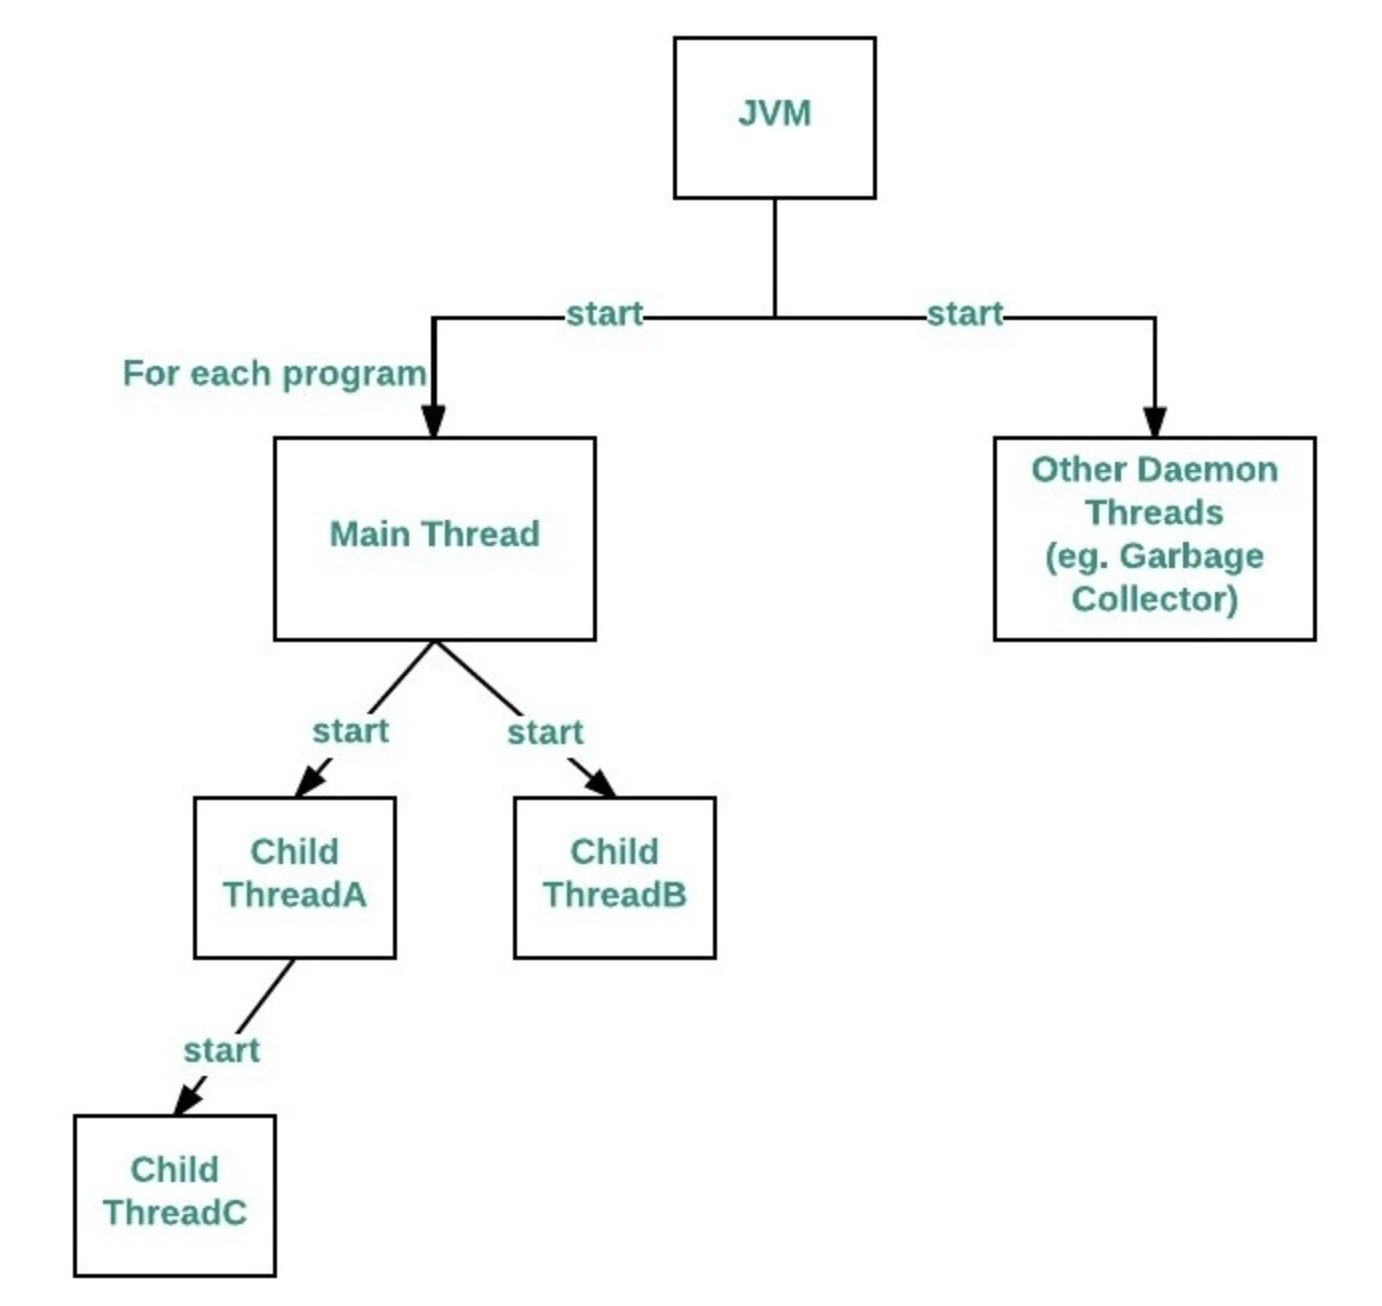 JVM
start
start
For each program
Main Thread
Other Daemon
Threads
(eg. Garbage
Collector)
start
start
Child
ThreadA
Child
ThreadB
start
Child
ThreadC